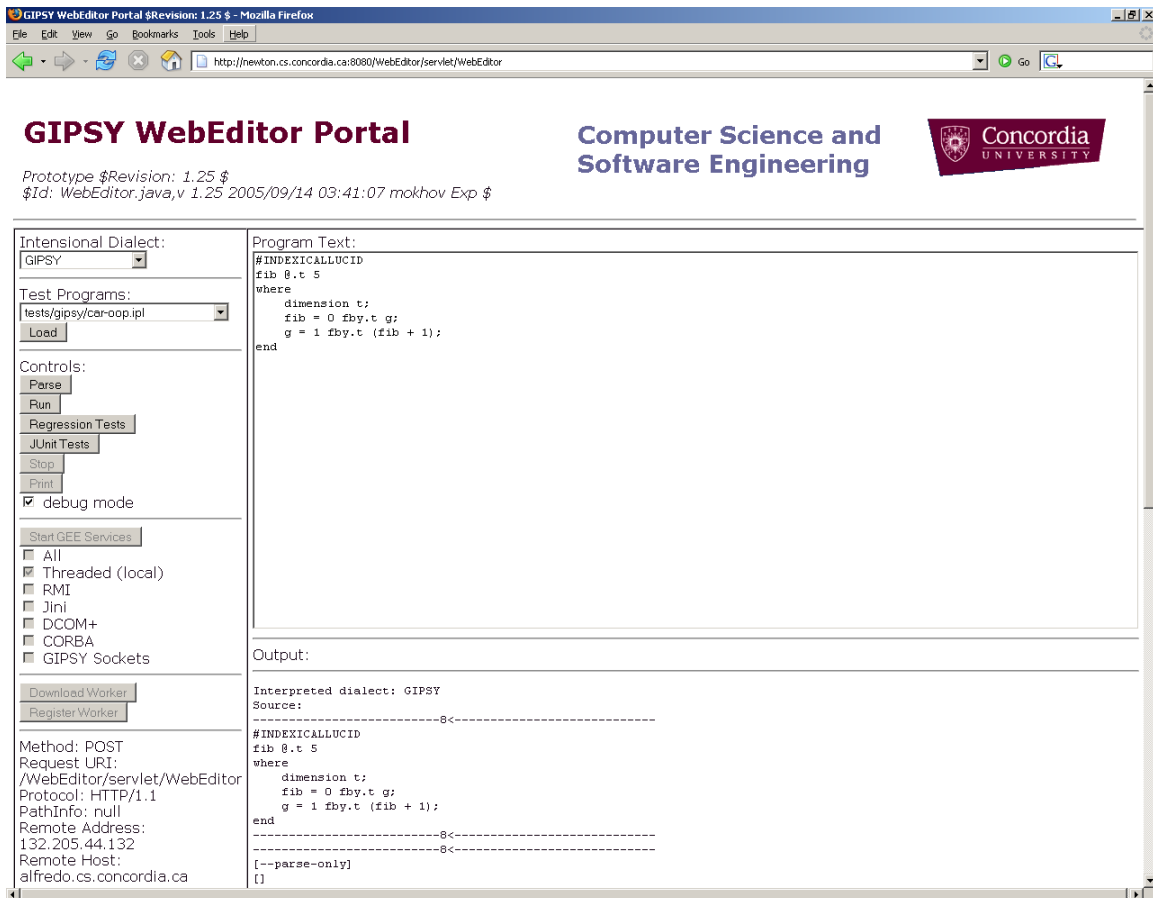 GIPSY WebEditor Portal $Revision: 1.25 $ - Mozilla Firefox
File Edit View Go Bookmarks Tools Help
http://newton.cs.concordia.ca:8080/WebEditor/servlet/WebEditor
Go
GIPSY WebEditor Portal
Prototype $Revision: 1.25 $
$Id: WebEditor.java,v 1.25 2005/09/14 03:41:07 mokhov Exp $
Computer Science and
Software Engineering
Concordia
UNIVERSITY
Intensional Dialect:
GIPSY
Test Programs:
tests/gipsy/car-oop.ipl
Load
Controls:
Parse
Run
Regression Tests
JUnit Tests
Stop
Print
debug mode
Start GEE Services
All
Threaded (local)
RMI
Jini
DCOM+
CORBA
GIPSY Sockets
Download Worker
Register Worker
Method: POST
Request URI:
/WebEditor/servlet/WebEditor
Protocol: HTTP/1.1
PathInfo: null
Remote Address:
132.205.44.132
Remote Host:
alfredo.cs.concordia.ca
Program Text:
#INDEXICALLUCID
fib @.t 5
where
    dimension t;
    fib = 0 fby.t g;
    g = 1 fby.t (fib + 1);
end
Output:
Interpreted dialect: GIPSY
Source:
--------------------------8<----------------------------
#INDEXICALLUCID
fib @.t 5
where
    dimension t;
    fib = 0 fby.t g;
    g = 1 fby.t (fib + 1);
end
--------------------------8<----------------------------
--------------------------8<----------------------------
[--parse-only]
[]